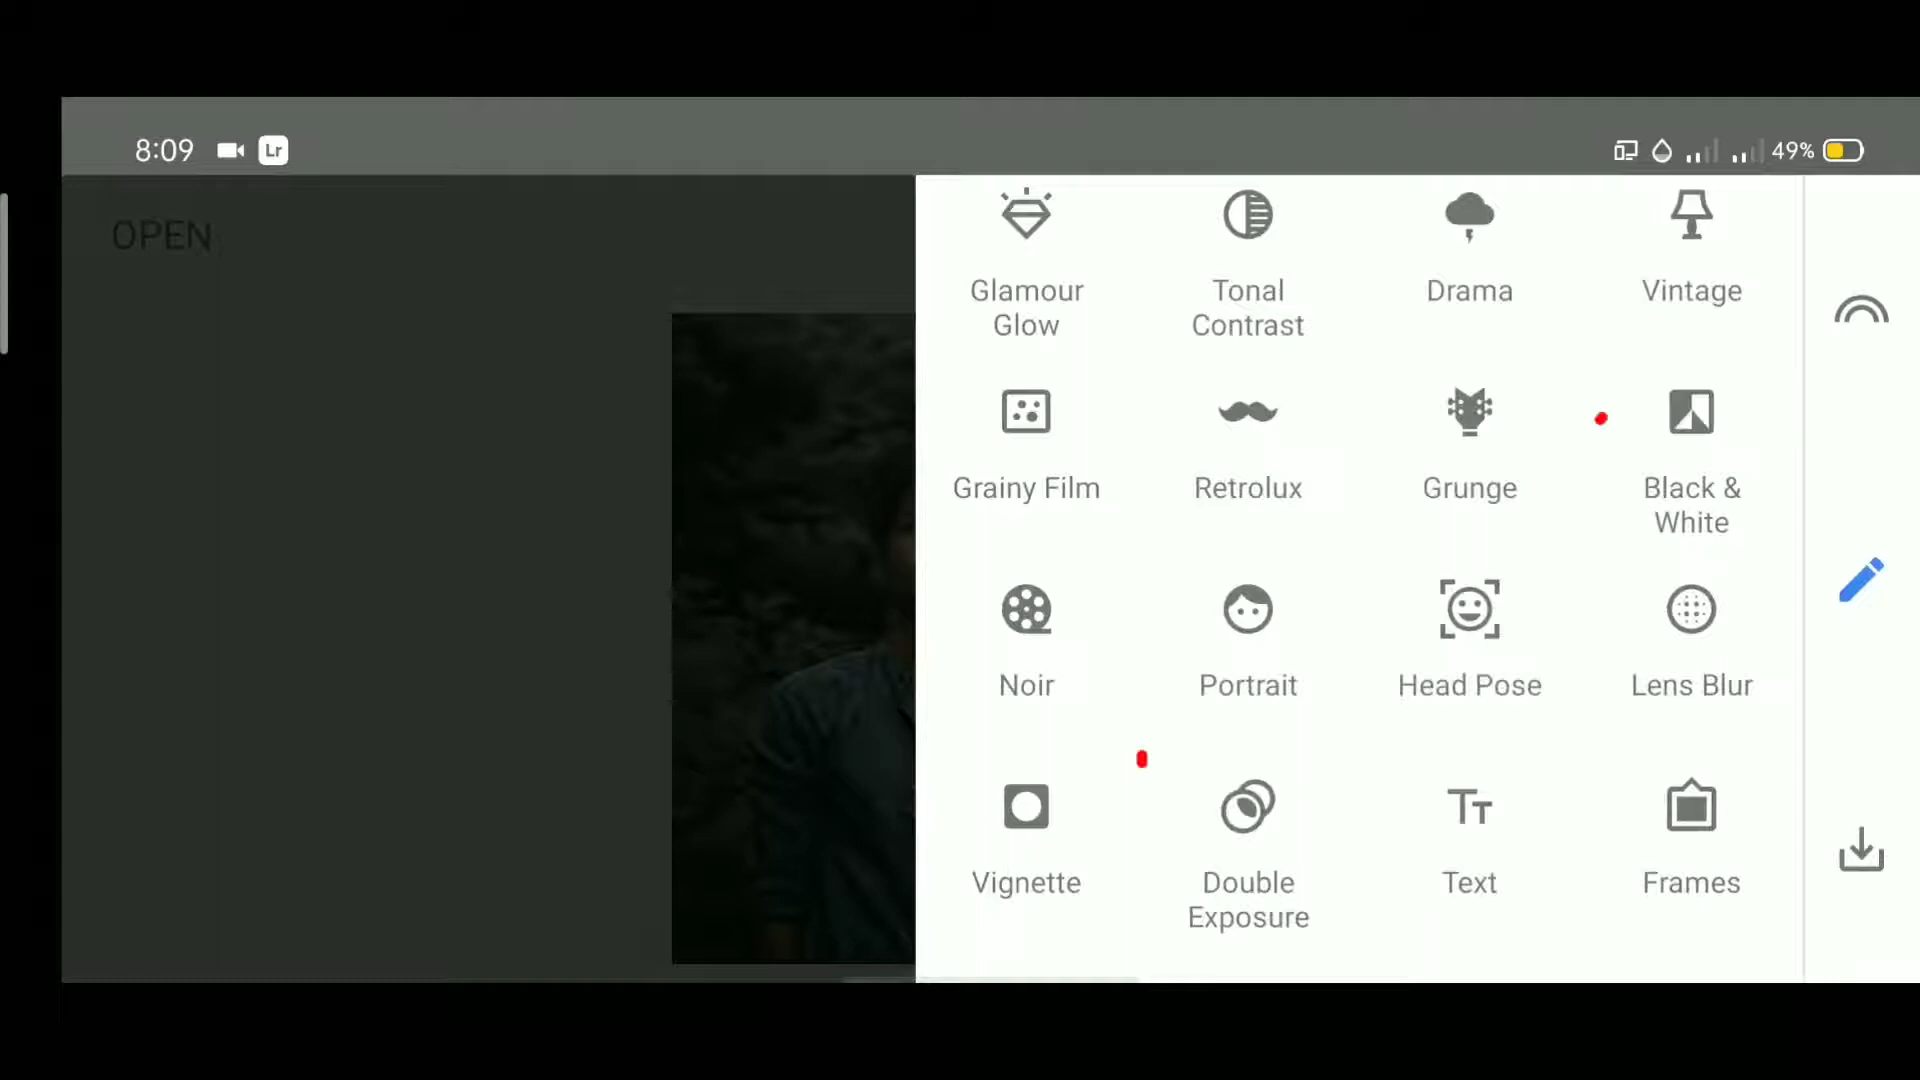 8:09 Lr 49%
OPEN
Glamour Glow
Tonal Contrast
Drama
Vintage
Grainy Film
Retrolux
Grunge
Black & White
Noir
Portrait
Head Pose
Lens Blur
Vignette
Double Exposure
Tт Text
Frames